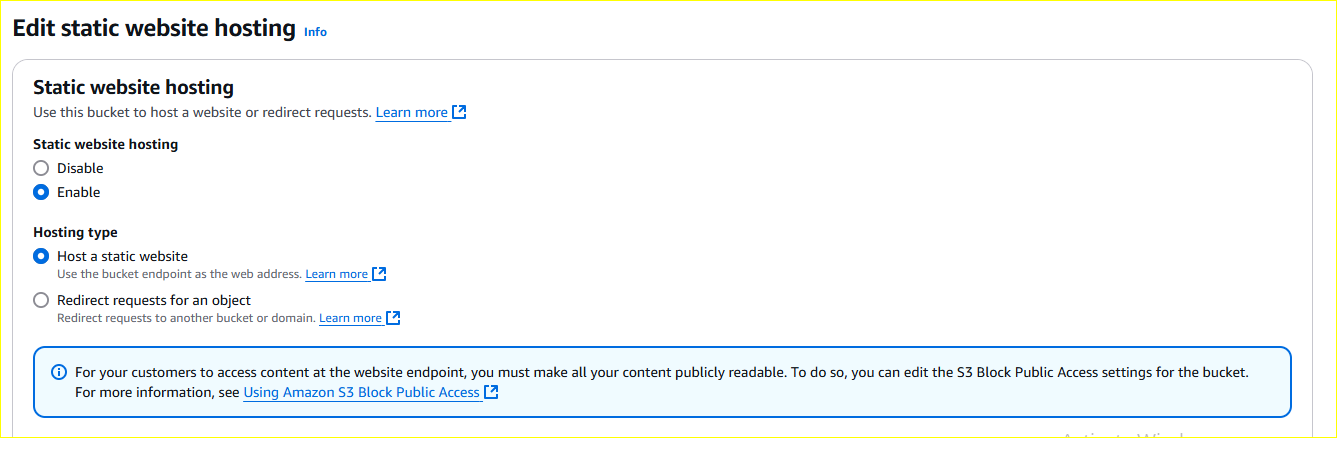 Edit static website hosting Info
Static website hosting
Use this bucket to host a website or redirect requests. Learn more
Static website hosting
Disable
Enable
Hosting type
Host a static website
Use the bucket endpoint as the web address. Learn more
Redirect requests for an object
Redirect requests to another bucket or domain. Learn more
For your customers to access content at the website endpoint, you must make all your content publicly readable. To do so, you can edit the S3 Block Public Access settings for the bucket.
For more information, see Using Amazon S3 Block Public Access